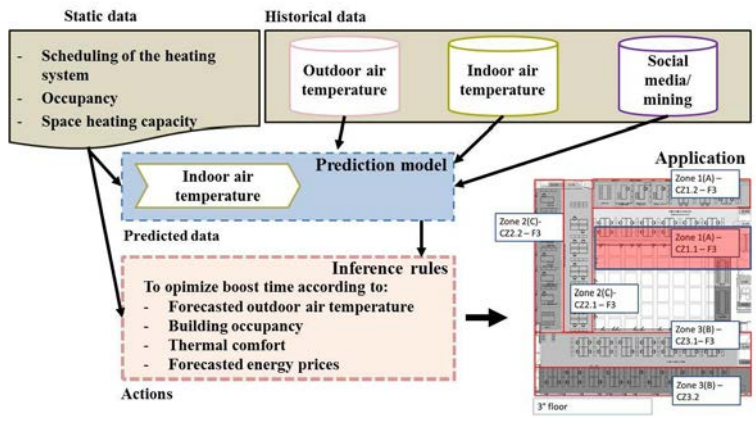 Static data
Historical data
- Scheduling of the heating
system
- Occupancy
- Space heating capacity
Outdoor air
temperature
Indoor air
temperature
Social
media/
mining
Prediction model
Indoor air
temperature
Predicted data
Inference rules
To opimize boost time according to:
- Forecasted outdoor air temperature
- Building occupancy
- Thermal comfort
- Forecasted energy prices
Actions
Application
Zone 1(A) –
CZ1.2 – F3
Zone 2(C)-
CZ2.2 – F3
Zone 1(A) –
CZ1.1 – F3
Zone 2(C)-
CZ2.1 – F3
Zone 3(B) –
CZ3.1 – F3
Zone 3(B) –
CZ3.2
3° floor